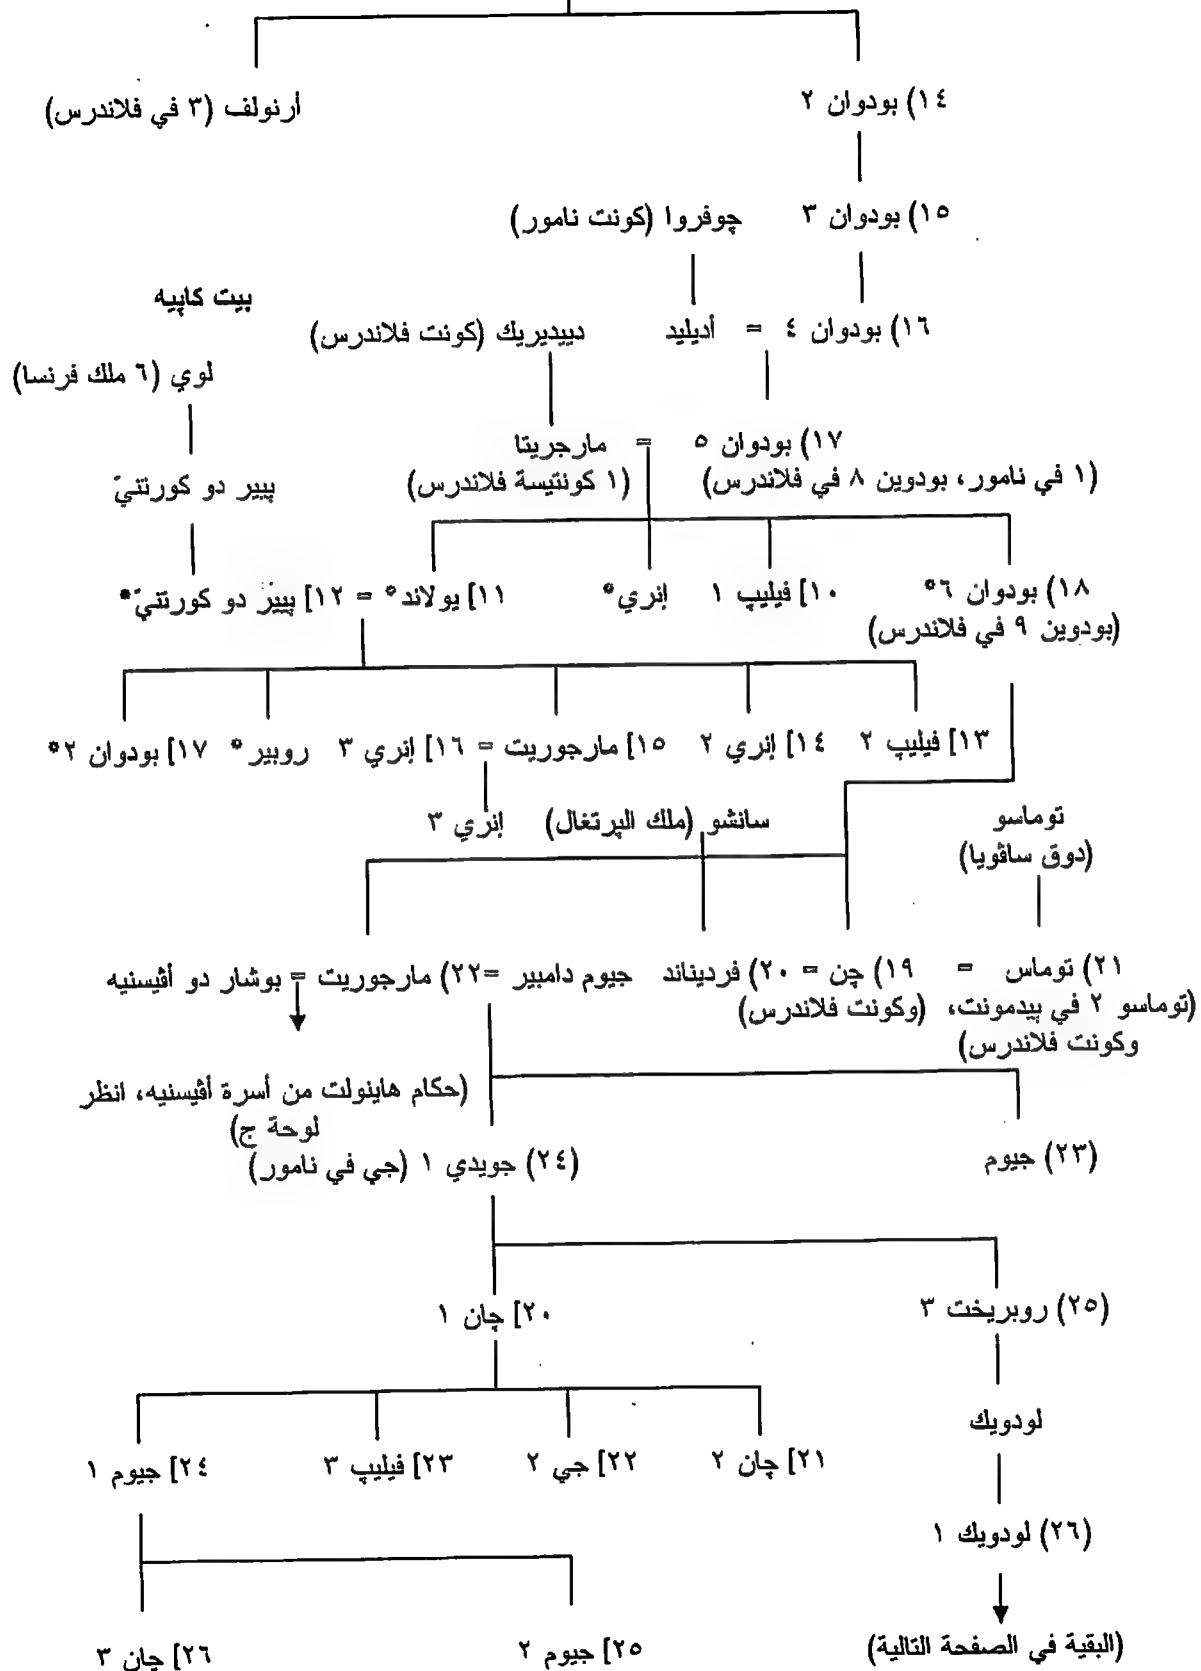 ١٤) بودوان ٢ أرنولف (٣ في فلاندرس)
١٥) بودوان ٣ چوفروا (كونت نامور)
بيت كاپيه
١٦) بودوان ٤ = أديليد دييديريك (كونت فلاندرس)
لوي (٦ ملك فرنسا)
١٧) بودوان ٥ = مارجريتا
(١ في نامور، بودوين ٨ في فلاندرس) (١ كونتيسة فلاندرس) پيير دو كورتنيّ
١٨) بودوان ٦* [١٠ فيليپ ١ إنري* [١١ يولاند* = [١٢ پيير دو كورتنيّ*
(بودوين ٩ في فلاندرس)
[١٣ فيليپ ٢ [١٤ إنري ٢ [١٥ مارجوريت = [١٦ إنري ٣ روبير* [١٧ بودوان ٢*
توماسو سانشو (ملك الپرتغال) إنري ٣
(دوق ساڤويا)
٢١) توماس = ١٩) چن = ٢٠) فرديناند جيوم دامبير =٢٢) مارجوريت = بوشار دو أڤيسنيه
(توماسو ٢ في پيدمونت، (وكونت فلاندرس)
وكونت فلاندرس)
(حكام هاينولت من أسرة أڤيسنيه، انظر
لوحة ج)
(٢٣) جيوم (٢٤) جويدي ١ (جي في نامور)
(٢٥) روبريخت ٣ [٢٠ چان ١
لودويك
[٢١ چان ٢ [٢٢ جي ٢ [٢٣ فيليپ ٣ [٢٤ جيوم ١
(٢٦) لودويك ١
(البقية في الصفحة التالية) [٢٥ جيوم ٢ [٢٦ چان ٣